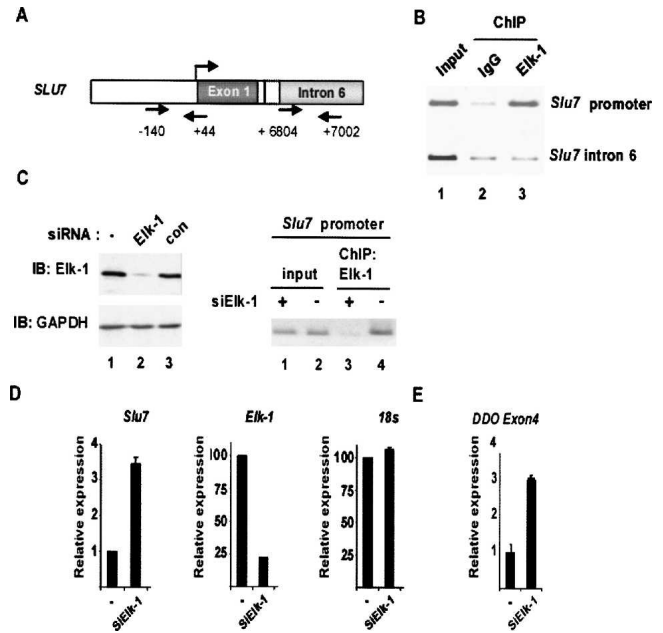 A
SLU7
Exon 1
Intron 6
-140
+44
+ 6804
+7002
B
ChIP
Input
IgG
Elk-1
Slu7 promoter
Slu7 intron 6
1 2 3
C
siRNA : - Elk-1 con
IB: Elk-1
IB: GAPDH
1 2 3
Slu7 promoter
ChIP:
input Elk-1
siElk-1 + - + -
1 2 3 4
D
Slu7
Relative expression
4
3
2
1
-
SiElk-1
Elk-1
Relative expression
100
75
50
25
-
SiElk-1
18s
Relative expression
100
75
50
25
-
SiElk-1
E
DDO Exon4
Relative expression
4
3
2
1
-
SiElk-1